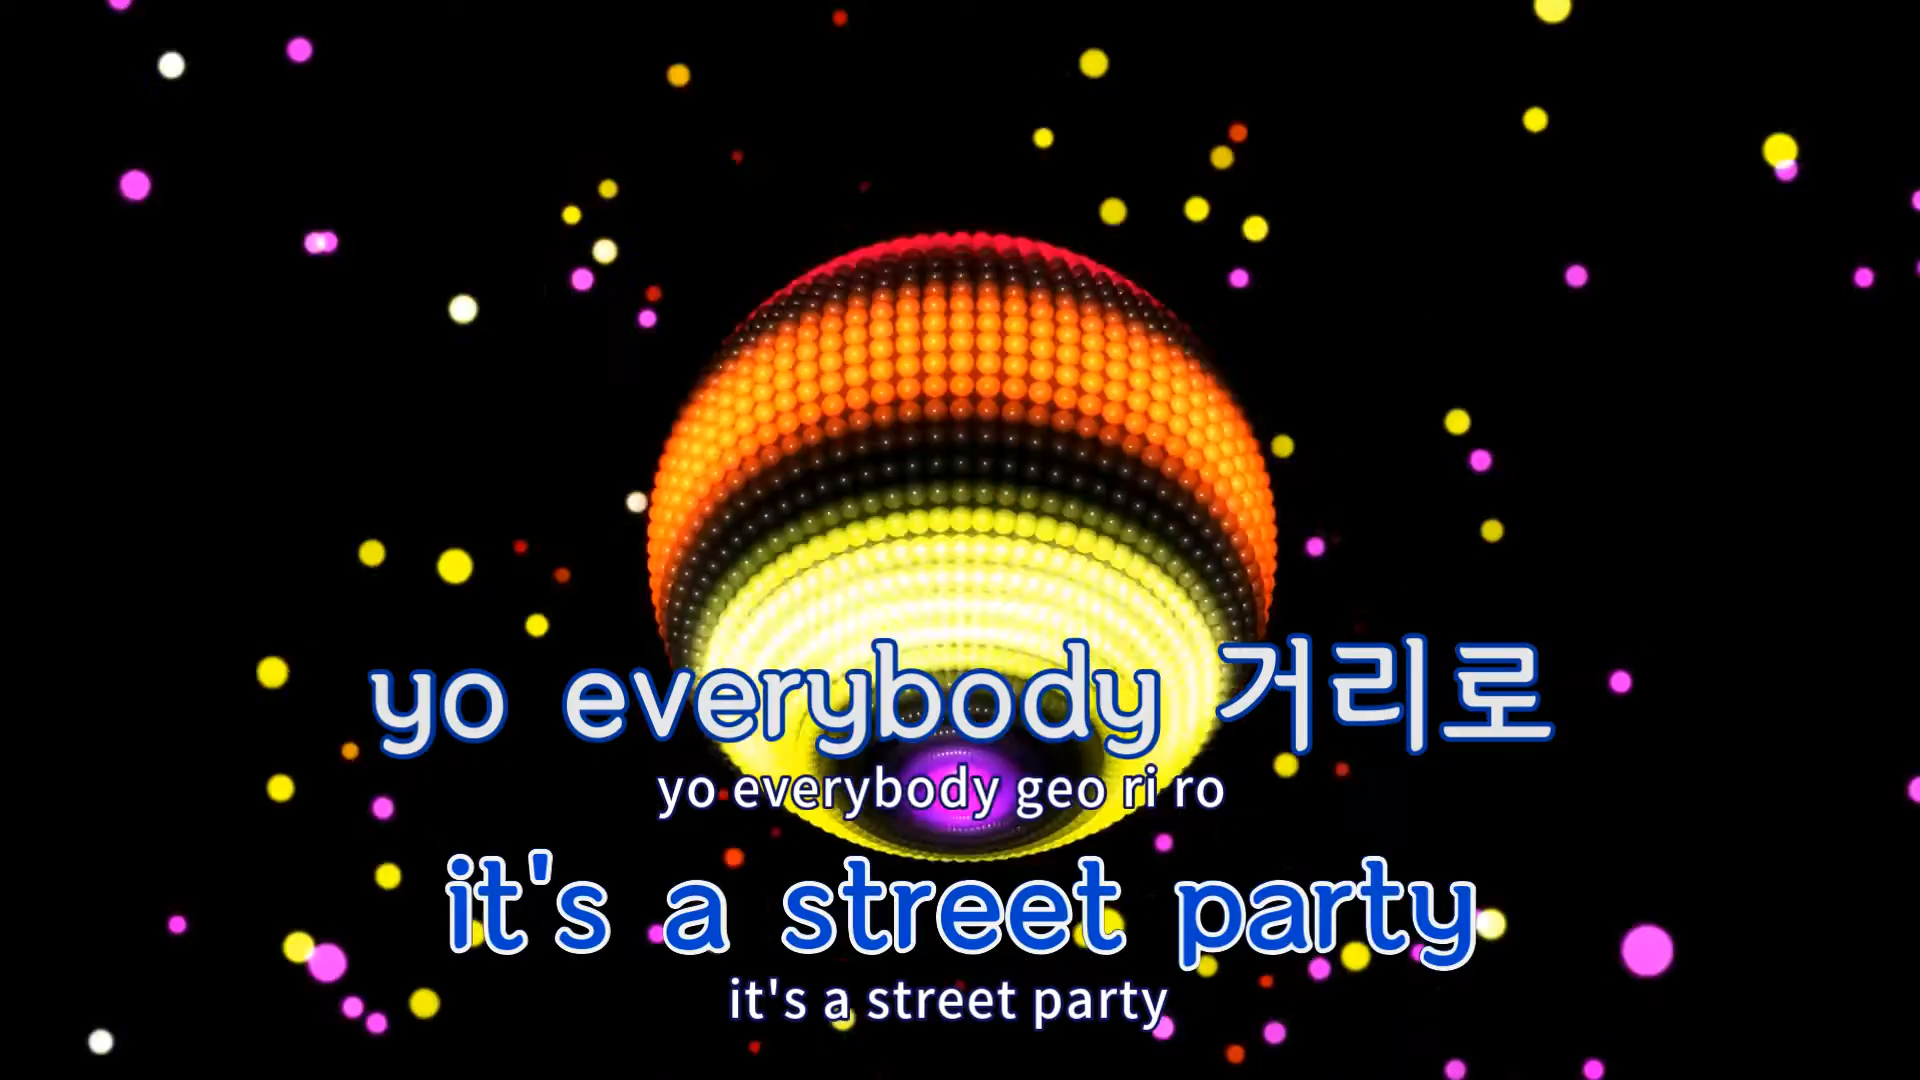 yo everybody 거리로
yo everybody geo ri ro
it's a street party
it's a street party